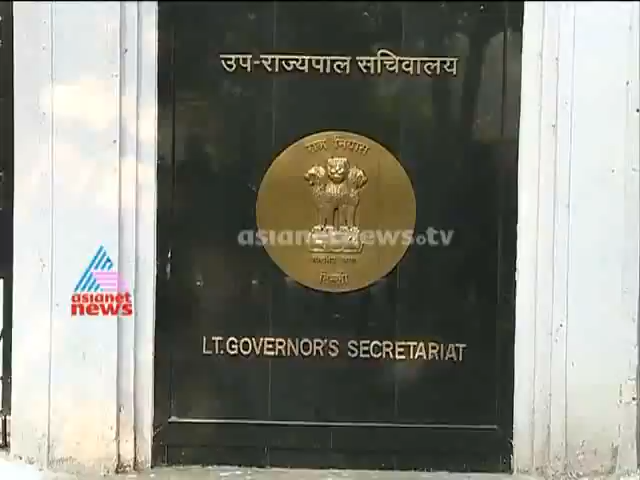 उप-राज्यपाल सचिवालय
राज निवास
asianetnews.tv
दिल्ली
asianet
news
LT.GOVERNOR'S SECRETARIAT